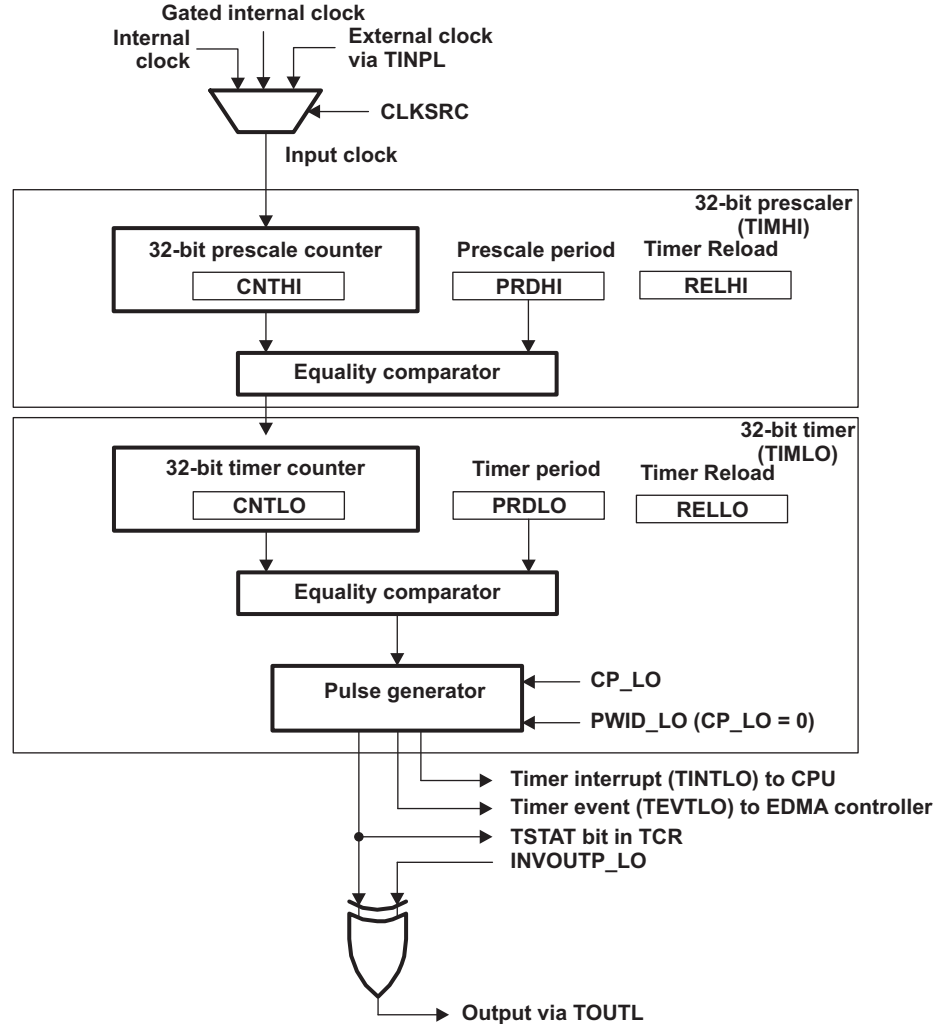 Gated internal clock
Internal
clock
External clock
via TINPL
CLKSRC
Input clock
32-bit prescaler
(TIMHI)
32-bit prescale counter
CNTHI
Prescale period
PRDHI
Timer Reload
RELHI
Equality comparator
32-bit timer
(TIMLO)
32-bit timer counter
CNTLO
Timer period
PRDLO
Timer Reload
RELLO
Equality comparator
Pulse generator
CP_LO
PWID_LO (CP_LO = 0)
Timer interrupt (TINTLO) to CPU
Timer event (TEVTLO) to EDMA controller
TSTAT bit in TCR
INVOUTP_LO
Output via TOUTL